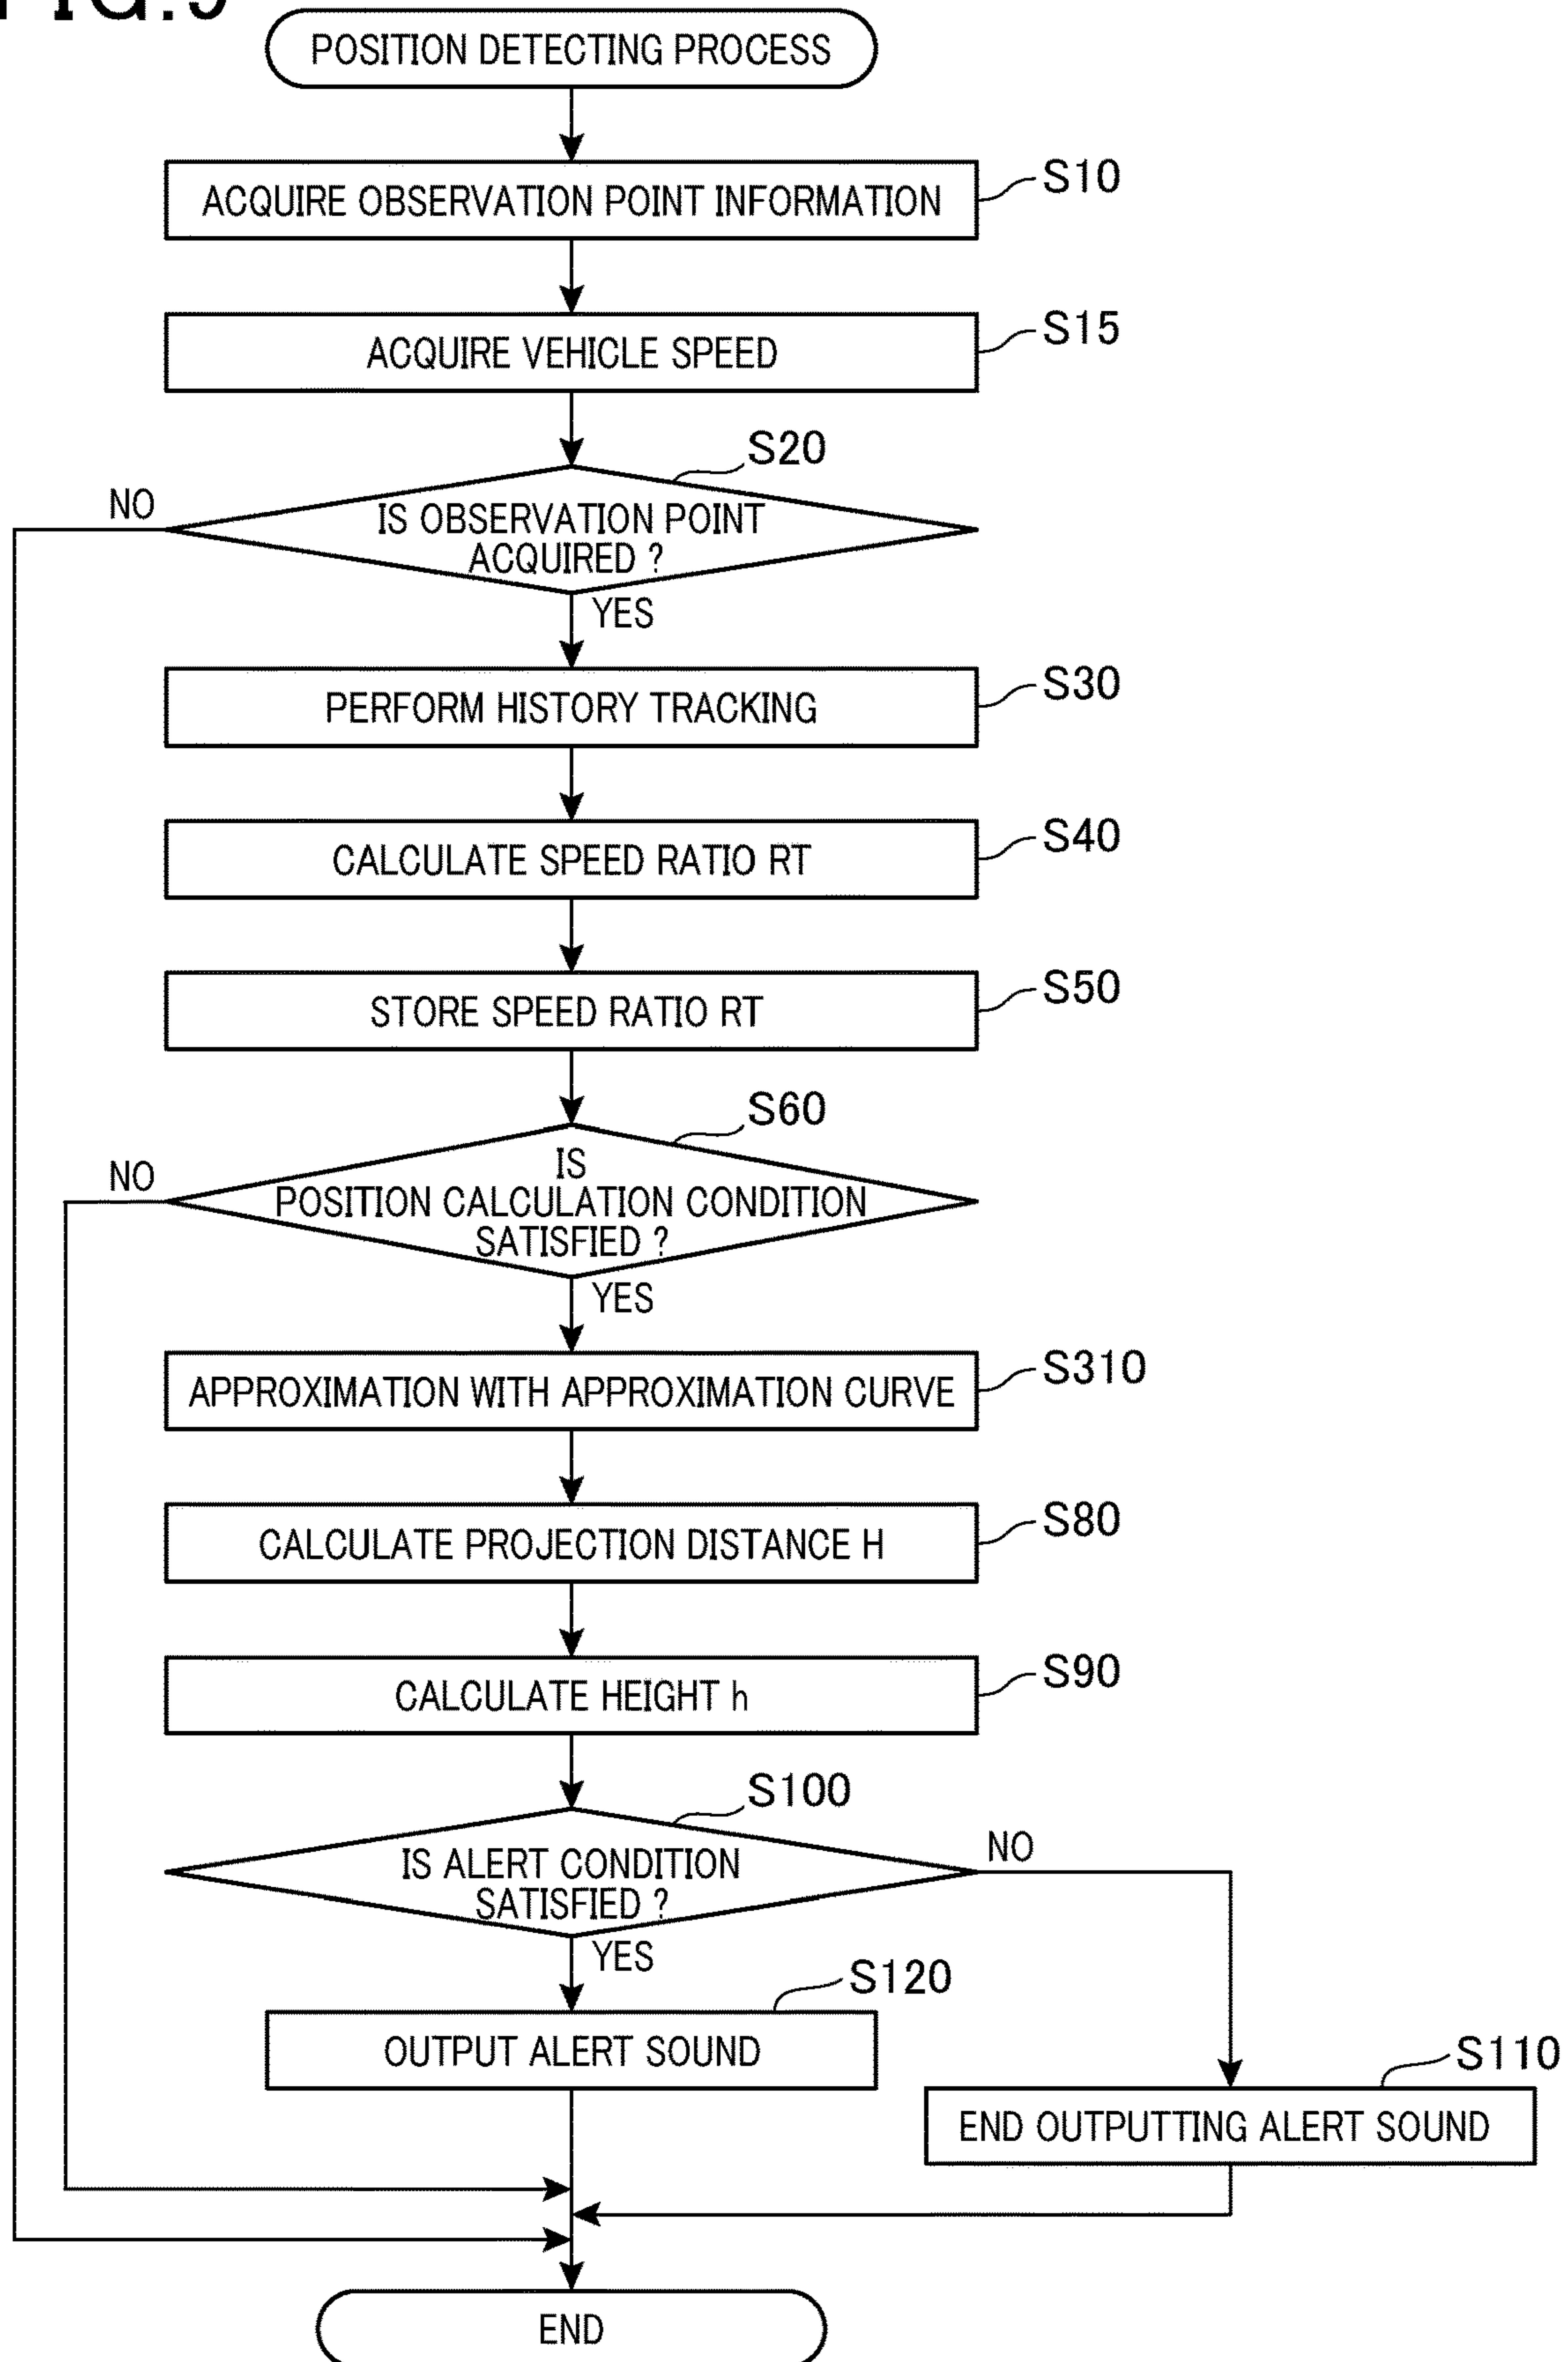 POSITION DETECTING PROCESS
ACQUIRE OBSERVATION POINT INFORMATION
S10
ACQUIRE VEHICLE SPEED
S15
S20
NO
IS OBSERVATION POINT
ACQUIRED ?
YES
PERFORM HISTORY TRACKING
S30
CALCULATE SPEED RATIO RT
S40
STORE SPEED RATIO RT
S50
S60
NO
IS
POSITION CALCULATION CONDITION
SATISFIED ?
YES
APPROXIMATION WITH APPROXIMATION CURVE
S310
CALCULATE PROJECTION DISTANCE H
S80
CALCULATE HEIGHT h
S90
S100
NO
IS ALERT CONDITION
SATISFIED ?
YES
S120
OUTPUT ALERT SOUND
S110
END OUTPUTTING ALERT SOUND
END